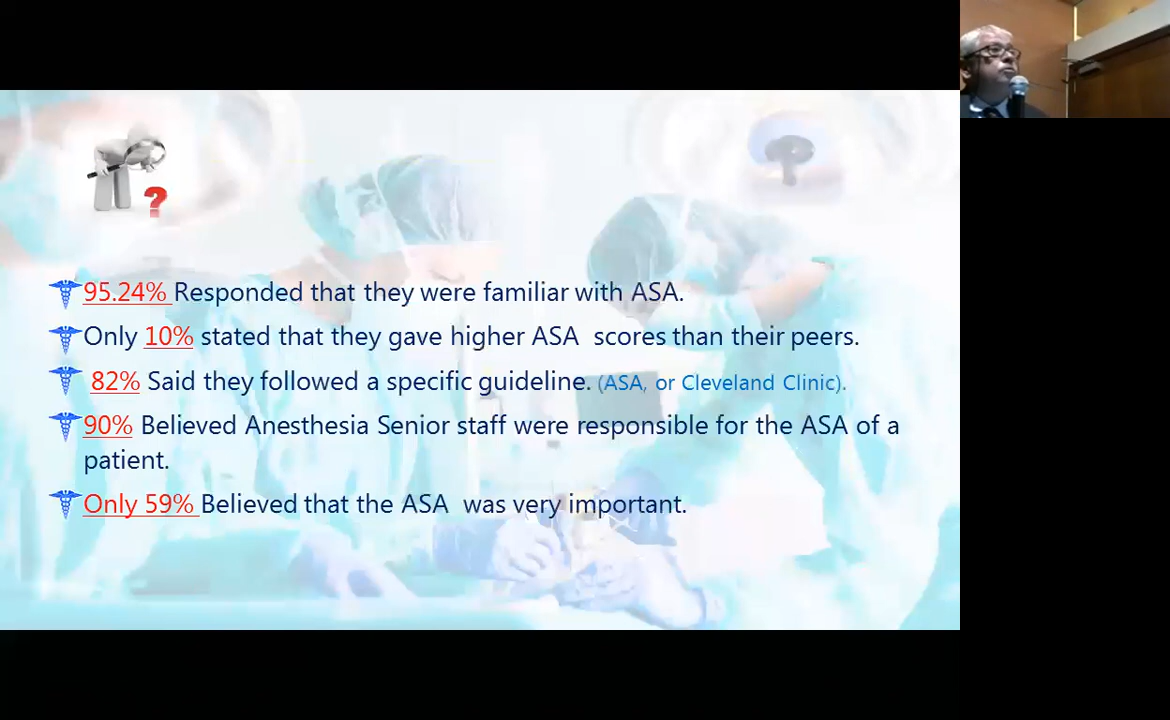 95.24% Responded that they were familiar with ASA.
Only 10% stated that they gave higher ASA scores than their peers.
82% Said they followed a specific guideline. (ASA, or Cleveland Clinic).
90% Believed Anesthesia Senior staff were responsible for the ASA of a
patient.
Only 59% Believed that the ASA was very important.